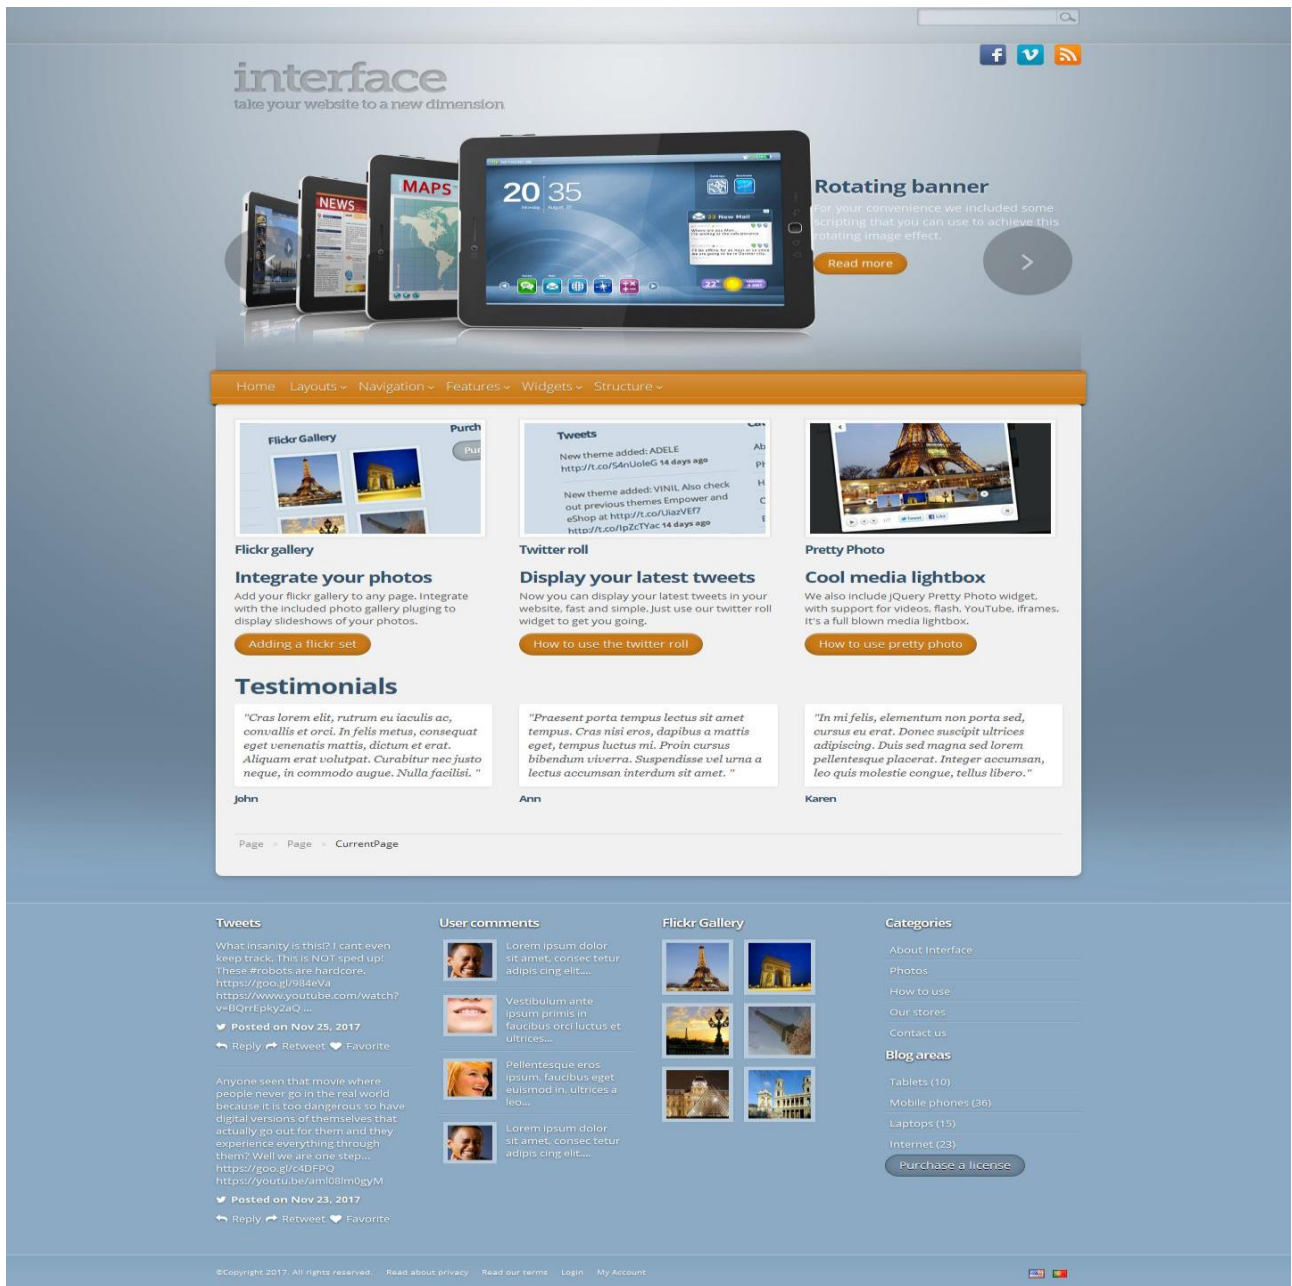 interface
take your website to a new dimension
NEWS
MAPS
20 35
Monday August, 27
33 New Mail
22°
Rotating banner
For your convenience we included some
scripting that you can use to achieve this
rotating image effect.
Read more
Home Layouts Navigation Features Widgets Structure
Flickr Gallery
Purch
Pur
Tweets
New theme added: ADELE
http://t.co/S4nUoleG 14 days ago
New theme added: VINIL Also check
out previous themes Empower and
eShop at http://t.co/UiazVEf7
http://t.co/IpZcTYac 14 days ago
Ab
Ph
H
C
Tweet Like
Flickr gallery
Integrate your photos
Add your flickr gallery to any page. Integrate
with the included photo gallery pluging to
display slideshows of your photos.
Adding a flickr set
Twitter roll
Display your latest tweets
Now you can display your latest tweets in your
website, fast and simple. Just use our twitter roll
widget to get you going.
How to use the twitter roll
Pretty Photo
Cool media lightbox
We also include jQuery Pretty Photo widget,
with support for videos, flash, YouTube, iframes.
It's a full blown media lightbox.
How to use pretty photo
Testimonials
"Cras lorem elit, rutrum eu iaculis ac,
convallis et orci. In felis metus, consequat
eget venenatis mattis, dictum et erat.
Aliquam erat volutpat. Curabitur nec justo
neque, in commodo augue. Nulla facilisi. "
John
"Praesent porta tempus lectus sit amet
tempus. Cras nisi eros, dapibus a mattis
eget, tempus luctus mi. Proin cursus
bibendum viverra. Suspendisse vel urna a
lectus accumsan interdum sit amet. "
Ann
"In mi felis, elementum non porta sed,
cursus eu erat. Donec suscipit ultrices
adipiscing. Duis sed magna sed lorem
pellentesque placerat. Integer accumsan,
leo quis molestie congue, tellus libero."
Karen
Page » Page » CurrentPage
Tweets
What insanity is this!? I cant even
keep track. This is NOT sped up!
These #robots are hardcore.
https://goo.gl/984eVa
https://www.youtube.com/watch?
v=BQrrEpky2aQ ...
Posted on Nov 25, 2017
Reply Retweet Favorite
Anyone seen that movie where
people never go in the real world
because it is too dangerous so have
digital versions of themselves that
actually go out for them and they
experience everything through
them? Well we are one step...
https://goo.gl/c4DFPQ
https://youtu.be/aml08lm0gyM
Posted on Nov 23, 2017
Reply Retweet Favorite
User comments
Lorem ipsum dolor
sit amet, consec tetur
adipis cing elit....
Vestibulum ante
ipsum primis in
faucibus orci luctus et
ultrices...
Pellentesque eros
ipsum, faucibus eget
euismod in, ultrices a
leo...
Lorem ipsum dolor
sit amet, consec tetur
adipis cing elit....
Flickr Gallery
Categories
About Interface
Photos
How to use
Our stores
Contact us
Blog areas
Tablets (10)
Mobile phones (36)
Laptops (15)
Internet (23)
Purchase a license
©Copyright 2017. All rights reserved. Read about privacy Read our terms Login My Account